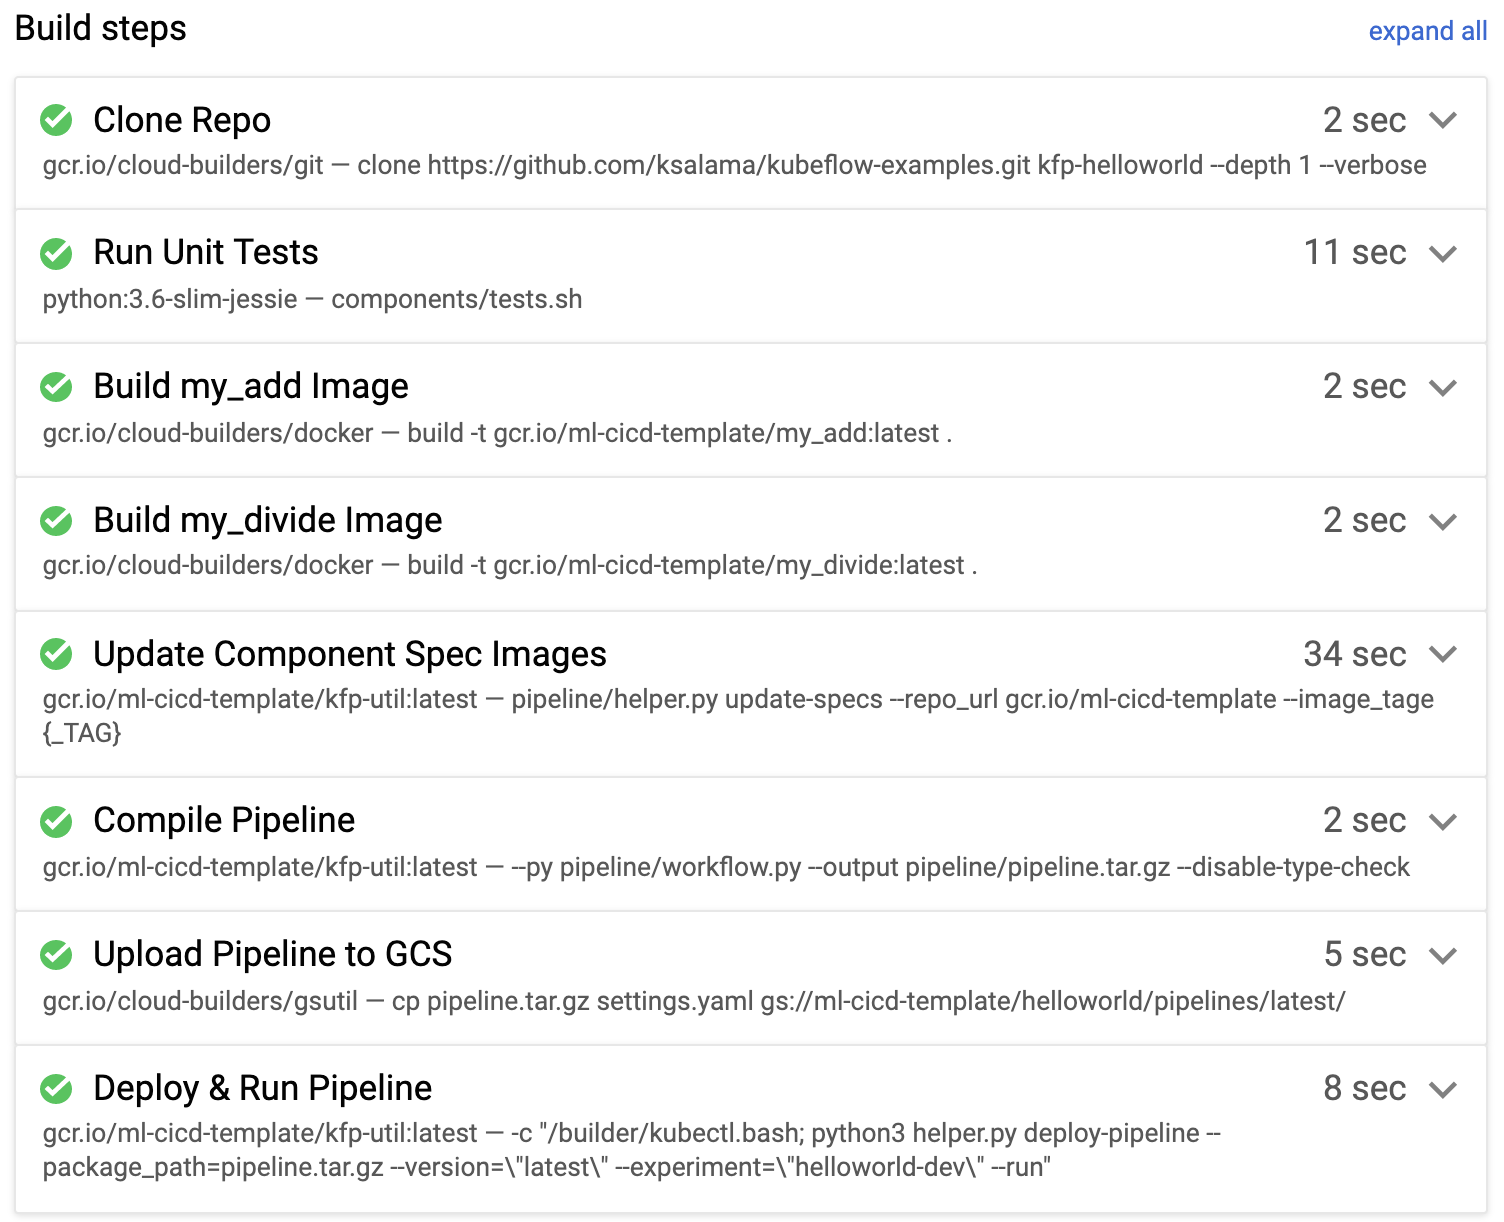 Build steps
expand all
Clone Repo
2 sec
gcr.io/cloud-builders/git — clone https://github.com/ksalama/kubeflow-examples.git kfp-helloworld --depth 1 --verbose
Run Unit Tests
11 sec
python:3.6-slim-jessie — components/tests.sh
Build my_add Image
2 sec
gcr.io/cloud-builders/docker — build -t gcr.io/ml-cicd-template/my_add:latest .
Build my_divide Image
2 sec
gcr.io/cloud-builders/docker — build -t gcr.io/ml-cicd-template/my_divide:latest .
Update Component Spec Images
34 sec
gcr.io/ml-cicd-template/kfp-util:latest — pipeline/helper.py update-specs --repo_url gcr.io/ml-cicd-template --image_tage
{_TAG}
Compile Pipeline
2 sec
gcr.io/ml-cicd-template/kfp-util:latest — --py pipeline/workflow.py --output pipeline/pipeline.tar.gz --disable-type-check
Upload Pipeline to GCS
5 sec
gcr.io/cloud-builders/gsutil — cp pipeline.tar.gz settings.yaml gs://ml-cicd-template/helloworld/pipelines/latest/
Deploy & Run Pipeline
8 sec
gcr.io/ml-cicd-template/kfp-util:latest — -c "/builder/kubectl.bash; python3 helper.py deploy-pipeline --
package_path=pipeline.tar.gz --version=\"latest\" --experiment=\"helloworld-dev\" --run"